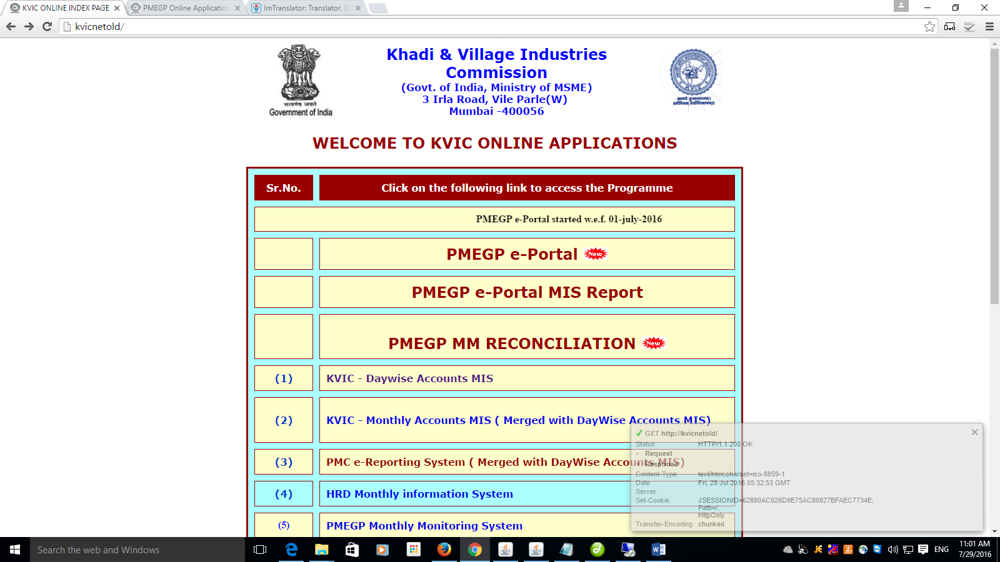 KVIC ONLINE INDEX PAGE
PMEGP Online Application
ImTranslator: Translator, D
kvicnetold/
ABC
सत्यमेव जयते
Government of India
Khadi & Village Industries
Commission
(Govt. of India, Ministry of MSME)
3 Irla Road, Vile Parle(W)
Mumbai -400056
KVIC
WELCOME TO KVIC ONLINE APPLICATIONS
Sr.No. Click on the following link to access the Programme
PMEGP e-Portal started w.e.f. 01-july-2016
PMEGP e-Portal New
PMEGP e-Portal MIS Report
PMEGP MM RECONCILIATION New
(1) KVIC - Daywise Accounts MIS
(2) KVIC - Monthly Accounts MIS ( Merged with DayWise Accounts MIS)
(3) PMC e-Reporting System ( Merged with DayWise Accounts MIS)
(4) HRD Monthly information System
(5) PMEGP Monthly Monitoring System
GET http://kvicnetold/
Status HTTP/1.1 200 OK
Request
Response
Content-Type text/html;charset=iso-8859-1
Date Fri, 29 Jul 2016 05:32:53 GMT
Server
Set-Cookie JSESSIONID=62880AC926D9E75AC80827BFAEC7734E;
Path=/;
HttpOnly
Transfer-Encoding chunked
Search the web and Windows
ENG
11:01 AM
7/29/2016